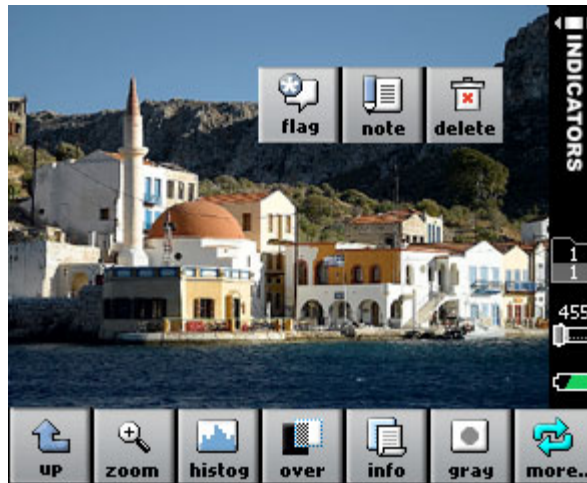 flag note delete
INDICATORS
1
1
455
up zoom histog over info gray more..